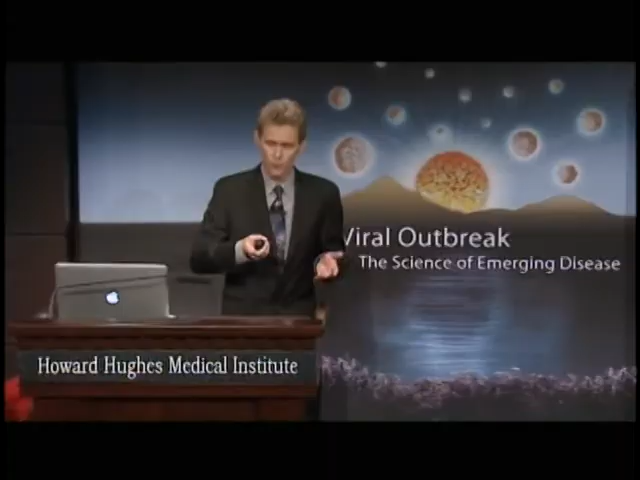 Viral Outbreak
The Science of Emerging Disease
Howard Hughes Medical Institute